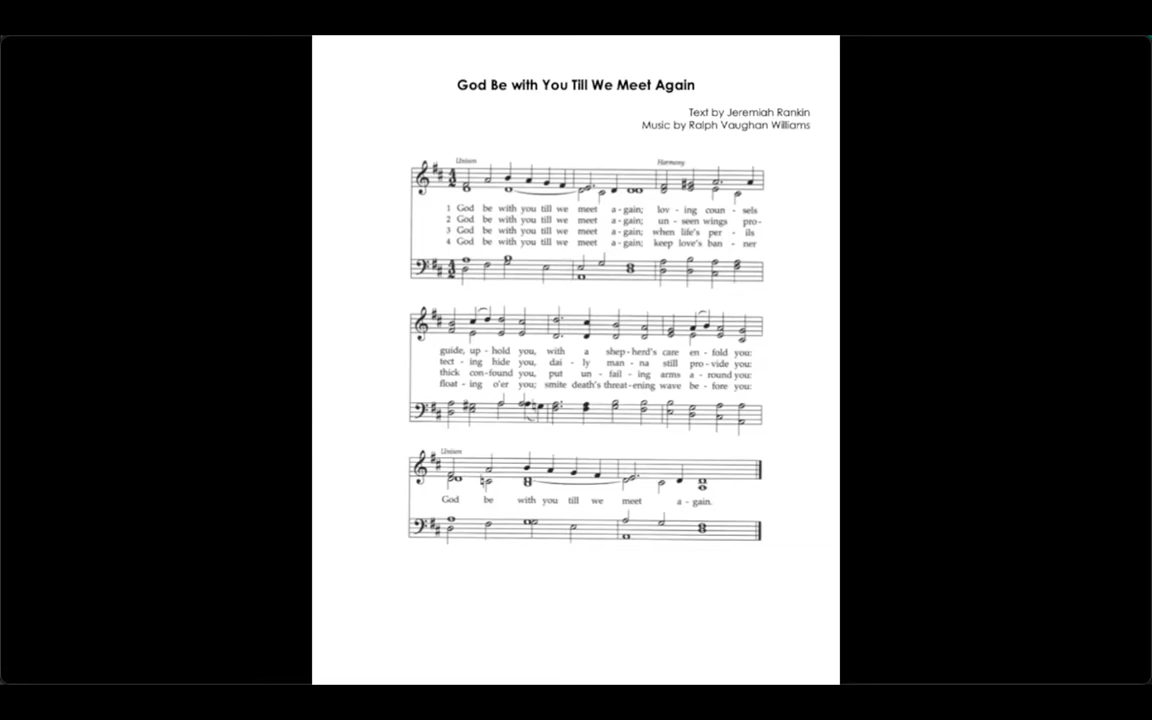 God Be with You Till We Meet Again
Text by Jeremiah Rankin
Music by Ralph Vaughan Williams
Unison Harmony
1 God be with you till we meet a - gain; lov - ing coun - sels
2 God be with you till we meet a - gain; un - seen wings pro-
3 God be with you till we meet a - gain; when life's per - ils
4 God be with you till we meet a - gain; keep love's ban - ner
guide, up - hold you, with a shep - herd's care en - fold you:
tect - ing hide you, dai - ly man - na still pro - vide you:
thick con - found you, put un - fail - ing arms a - round you:
float - ing o'er you; smite death's threat - ening wave be - fore you:
Unison
God be with you till we meet a - gain.